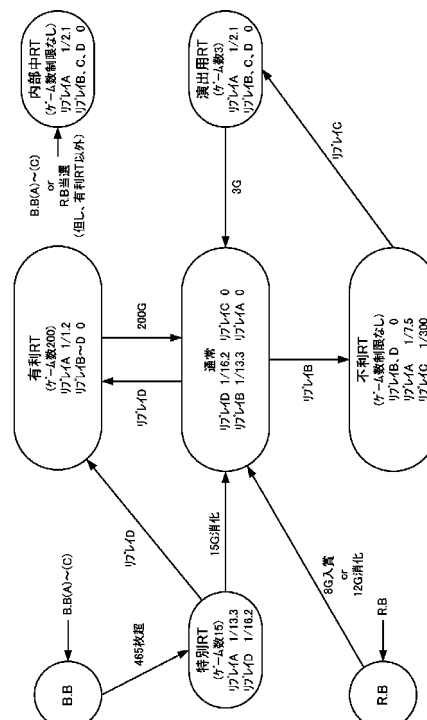 B.B
B.B(A)~(C)
465枚超
特別RT
(ゲーム数15)
リプレイA 1/13.3
リプレイD 1/16.2
リプレイD
15G消化
R.B
R.B
8G入賞
or
12G消化
有利RT
(ゲーム数200)
リプレイA 1/1.2
リプレイB~D 0
200G
リプレイD
通常
リプレイD 1/16.2 リプレイC 0
リプレイB 1/13.3 リプレイA 0
リプレイB
不利RT
(ゲーム数制限なし)
リプレイB、D 0
リプレイA 1/7.5
リプレイC 1/300
B.B(A)~(C)
or
R.B当選
(但し、有利RT以外)
内部中RT
(ゲーム数制限なし)
リプレイA 1/2.1
リプレイB、C、D 0
3G
演出用RT
(ゲーム数3)
リプレイA 1/2.1
リプレイB、C、D 0
リプレイC